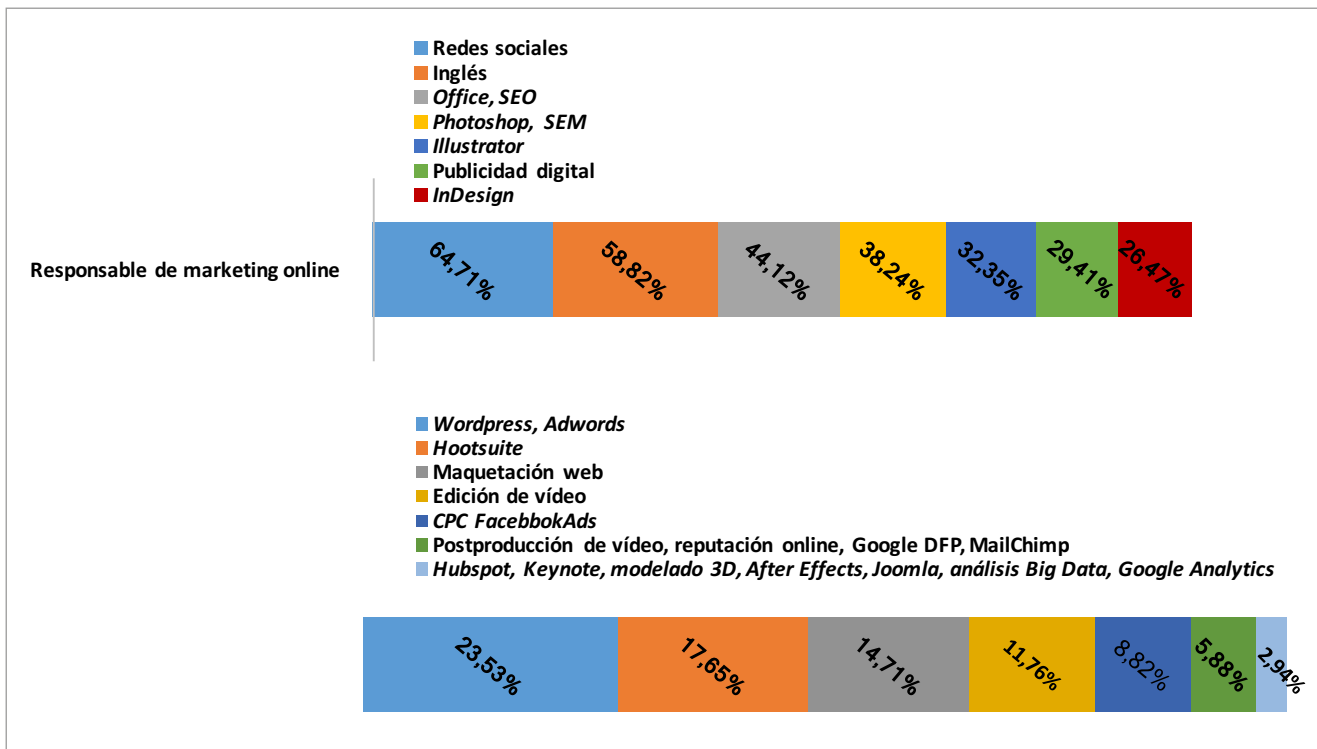 Redes sociales
Inglés
Office, SEO
Photoshop, SEM
Illustrator
Publicidad digital
InDesign
Responsable de marketing online
64,71%
58,82%
44,12%
38,24%
32,35%
29,41%
26,47%
Wordpress, Adwords
Hootsuite
Maquetación web
Edición de vídeo
CPC FacebbokAds
Postproducción de vídeo, reputación online, Google DFP, MailChimp
Hubspot, Keynote, modelado 3D, After Effects, Joomla, análisis Big Data, Google Analytics
23,53%
17,65%
14,71%
11,76%
8,82%
5,88%
2,94%